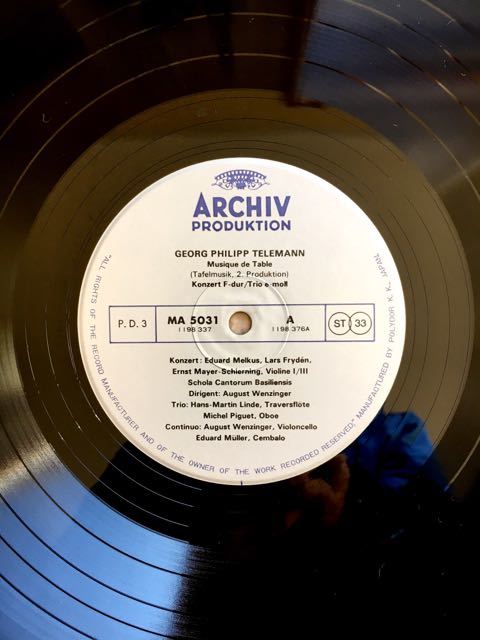 ARCHIV
PRODUKTION
GEORG PHILIPP TELEMANN
Musique de Table
(Tafelmusik, 2. Produktion)
Konzert F-dur/Trio e-moll
P. D. 3
MA 5031
1198 337
A
1198 376A
ST 33
Konzert: Eduard Melkus, Lars Frydén,
Ernst Mayer-Schierning, Violine I/III
Schola Cantorum Basiliensis
Dirigent: August Wenzinger
Trio: Hans-Martin Linde, Traversflöte
Michel Piguet, Oboe
Continuo: August Wenzinger, Violoncello
Eduard Müller, Cembalo
"ALL RIGHTS OF THE RECORD MANUFACTURER AND OF THE OWNER OF THE WORK RECORDED RESERVED." MANUFACTURED BY POLYDOR K. K., JAPAN.